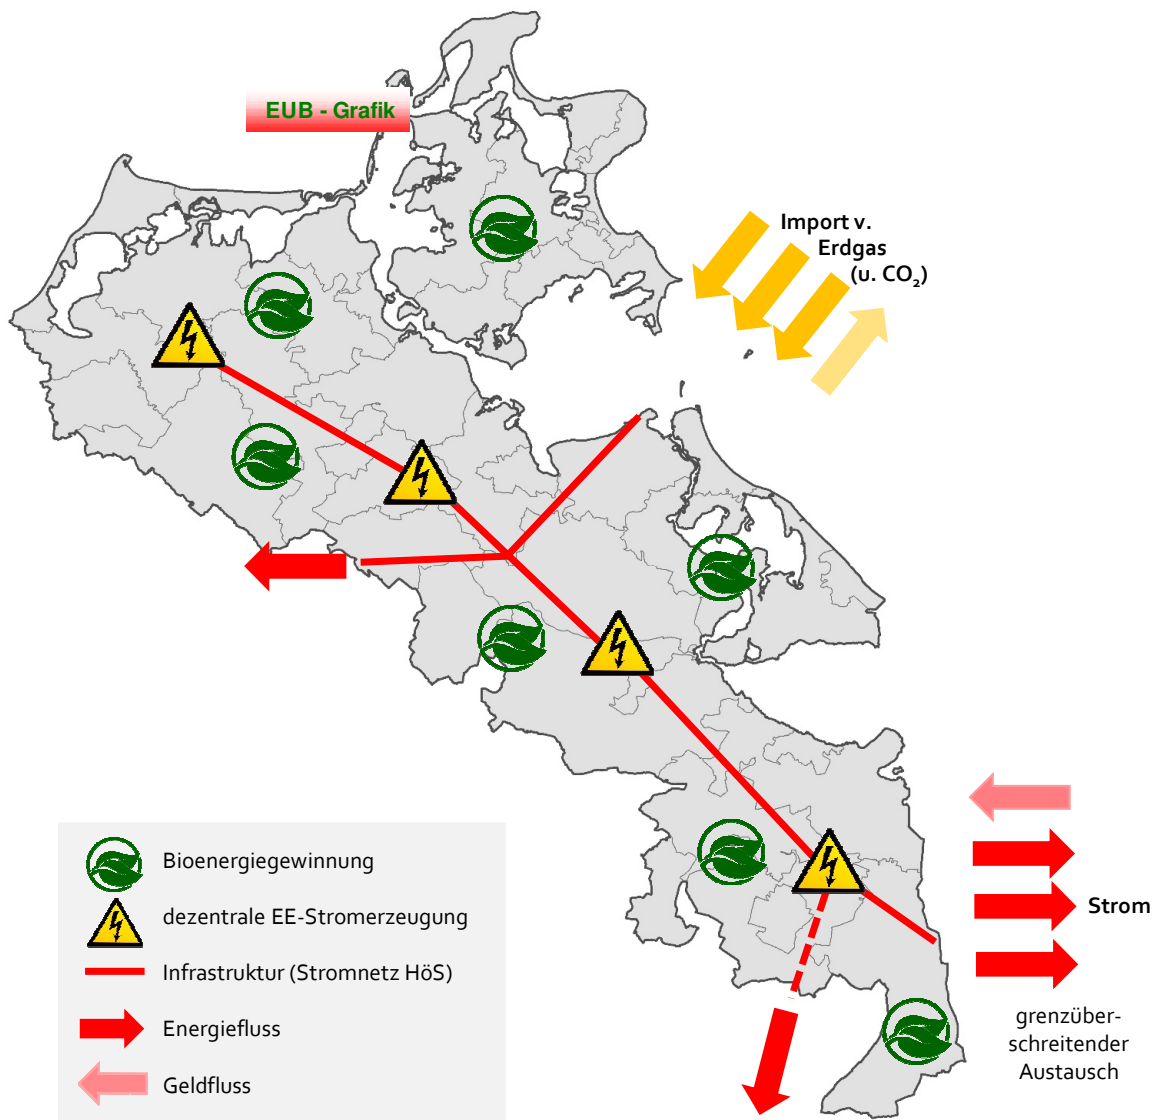 EUB - Grafik
Import v.
Erdgas
(u. CO₂)
Bioenergiegewinnung
dezentrale EE-Stromerzeugung
Infrastruktur (Stromnetz HöS)
Energiefluss
Geldfluss
Strom
grenzüber-
schreitender
Austausch